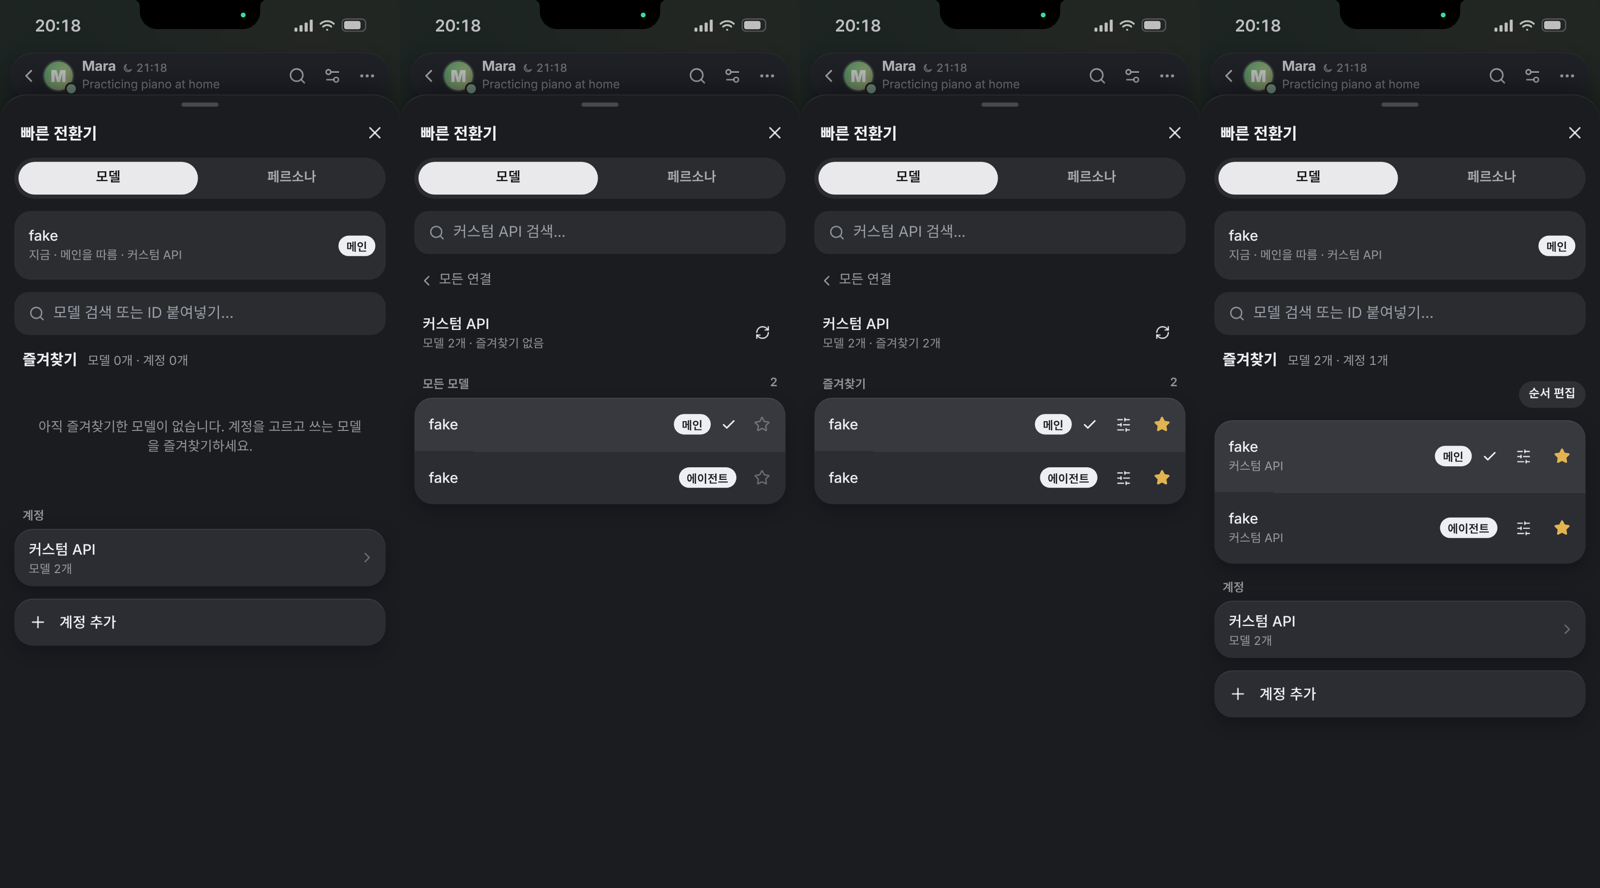 20:18
Mara 21:18
Practicing piano at home
빠른 전환기
모델
페르소나
fake
지금 · 메인을 따름 · 커스텀 API
메인
모델 검색 또는 ID 붙여넣기...
즐겨찾기 모델 0개 · 계정 0개
아직 즐겨찾기한 모델이 없습니다. 계정을 고르고 쓰는 모델
을 즐겨찾기하세요.
계정
커스텀 API
모델 2개
계정 추가
20:18
Mara 21:18
Practicing piano at home
빠른 전환기
모델
페르소나
커스텀 API 검색...
모든 연결
커스텀 API
모델 2개 · 즐겨찾기 없음
모든 모델 2
fake 메인
fake 에이전트
20:18
Mara 21:18
Practicing piano at home
빠른 전환기
모델
페르소나
커스텀 API 검색...
모든 연결
커스텀 API
모델 2개 · 즐겨찾기 2개
즐겨찾기 2
fake 메인
fake 에이전트
20:18
Mara 21:18
Practicing piano at home
빠른 전환기
모델
페르소나
fake
지금 · 메인을 따름 · 커스텀 API
메인
모델 검색 또는 ID 붙여넣기...
즐겨찾기 모델 2개 · 계정 1개
순서 편집
fake
커스텀 API
메인
fake
커스텀 API
에이전트
계정
커스텀 API
모델 2개
계정 추가